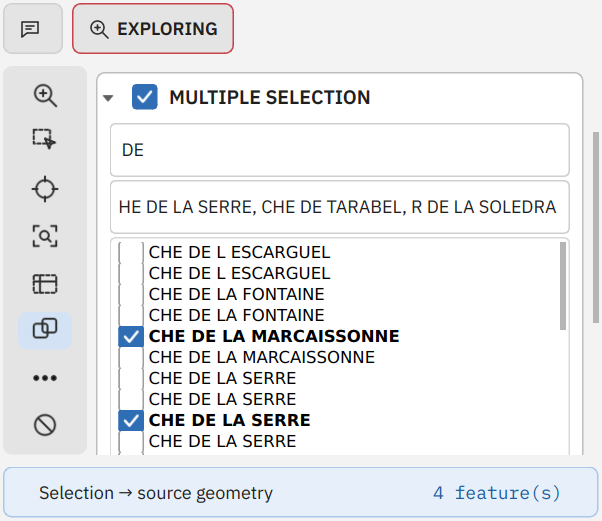 EXPLORING
MULTIPLE SELECTION
DE
HE DE LA SERRE, CHE DE TARABEL, R DE LA SOLEDRA
CHE DE L ESCARGUEL
CHE DE L ESCARGUEL
CHE DE LA FONTAINE
CHE DE LA FONTAINE
CHE DE LA MARCAISSONNE
CHE DE LA MARCAISSONNE
CHE DE LA SERRE
CHE DE LA SERRE
CHE DE LA SERRE
CHE DE LA SERRE
Selection → source geometry 4 feature(s)